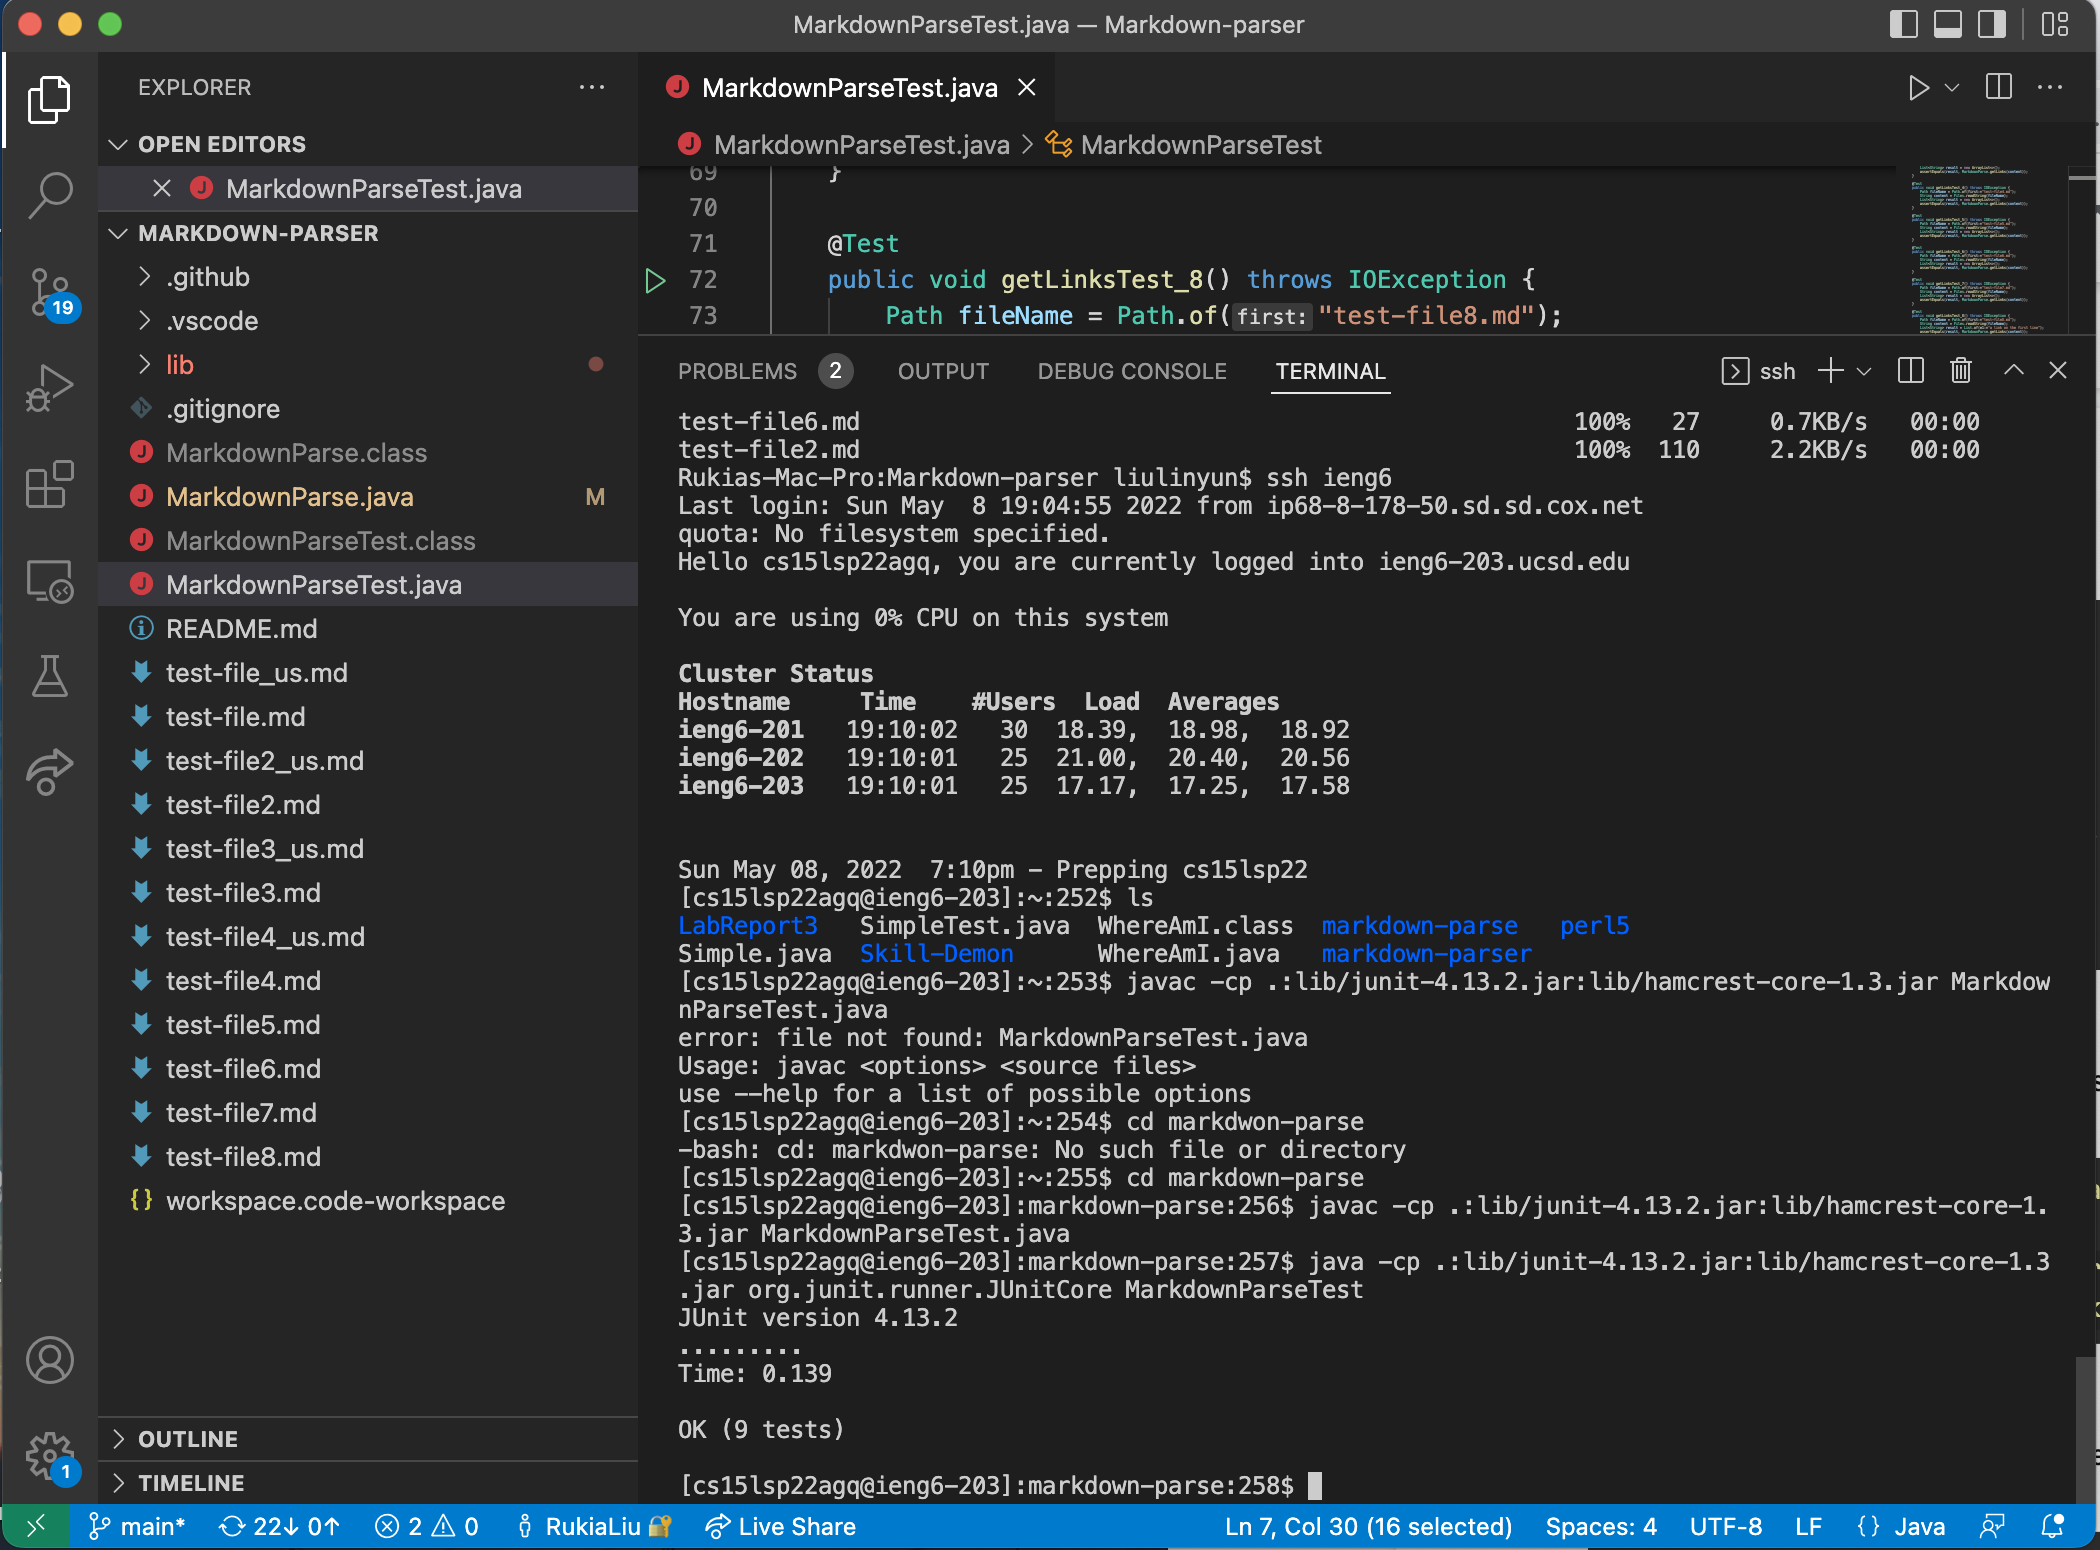 MarkdownParseTest.java — Markdown-parser
EXPLORER
OPEN EDITORS
MarkdownParseTest.java
MARKDOWN-PARSER
.github
.vscode
lib
.gitignore
MarkdownParse.class
MarkdownParse.java M
MarkdownParseTest.class
MarkdownParseTest.java
README.md
test-file_us.md
test-file.md
test-file2_us.md
test-file2.md
test-file3_us.md
test-file3.md
test-file4_us.md
test-file4.md
test-file5.md
test-file6.md
test-file7.md
test-file8.md
workspace.code-workspace
OUTLINE
TIMELINE
19
1
MarkdownParseTest.java
MarkdownParseTest.java > MarkdownParseTest
69 }
70
71 @Test
72 public void getLinksTest_8() throws IOException {
73 Path fileName = Path.of(first: "test-file8.md");
PROBLEMS 2 OUTPUT DEBUG CONSOLE TERMINAL ssh
test-file6.md 100% 27 0.7KB/s 00:00
test-file2.md 100% 110 2.2KB/s 00:00
Rukias-Mac-Pro:Markdown-parser liulinyun$ ssh ieng6
Last login: Sun May  8 19:04:55 2022 from ip68-8-178-50.sd.sd.cox.net
quota: No filesystem specified.
Hello cs15lsp22agq, you are currently logged into ieng6-203.ucsd.edu
You are using 0% CPU on this system
Cluster Status
Hostname Time #Users Load Averages
ieng6-201 19:10:02 30 18.39, 18.98, 18.92
ieng6-202 19:10:01 25 21.00, 20.40, 20.56
ieng6-203 19:10:01 25 17.17, 17.25, 17.58
Sun May 08, 2022  7:10pm - Prepping cs15lsp22
[cs15lsp22agq@ieng6-203]:~:252$ ls
LabReport3 SimpleTest.java WhereAmI.class markdown-parse perl5
Simple.java Skill-Demon WhereAmI.java markdown-parser
[cs15lsp22agq@ieng6-203]:~:253$ javac -cp .:lib/junit-4.13.2.jar:lib/hamcrest-core-1.3.jar Markdow
nParseTest.java
error: file not found: MarkdownParseTest.java
Usage: javac <options> <source files>
use --help for a list of possible options
[cs15lsp22agq@ieng6-203]:~:254$ cd markdwon-parse
-bash: cd: markdwon-parse: No such file or directory
[cs15lsp22agq@ieng6-203]:~:255$ cd markdown-parse
[cs15lsp22agq@ieng6-203]:markdown-parse:256$ javac -cp .:lib/junit-4.13.2.jar:lib/hamcrest-core-1.
3.jar MarkdownParseTest.java
[cs15lsp22agq@ieng6-203]:markdown-parse:257$ java -cp .:lib/junit-4.13.2.jar:lib/hamcrest-core-1.3
.jar org.junit.runner.JUnitCore MarkdownParseTest
JUnit version 4.13.2
.........
Time: 0.139
OK (9 tests)
[cs15lsp22agq@ieng6-203]:markdown-parse:258$
main* 22↓ 0↑ 2 0 RukiaLiu Live Share Ln 7, Col 30 (16 selected) Spaces: 4 UTF-8 LF {} Java